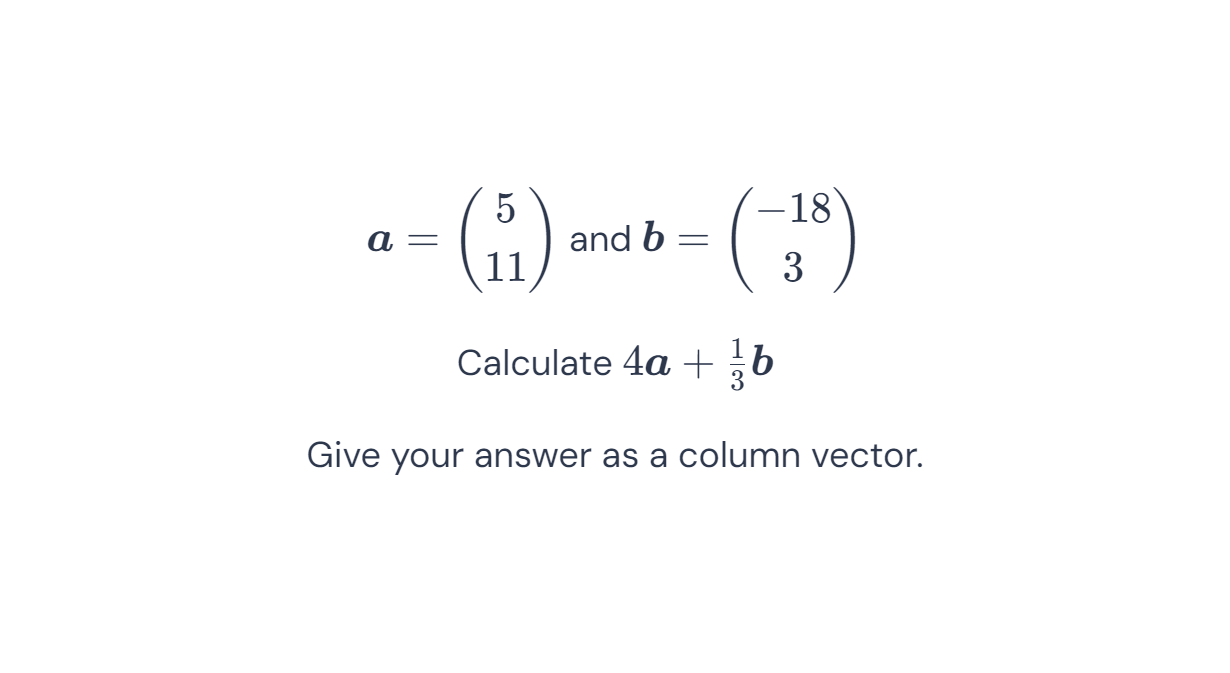 a = (5 11) and b = (−18 3)
Calculate 4a + 1/3 b
Give your answer as a column vector.